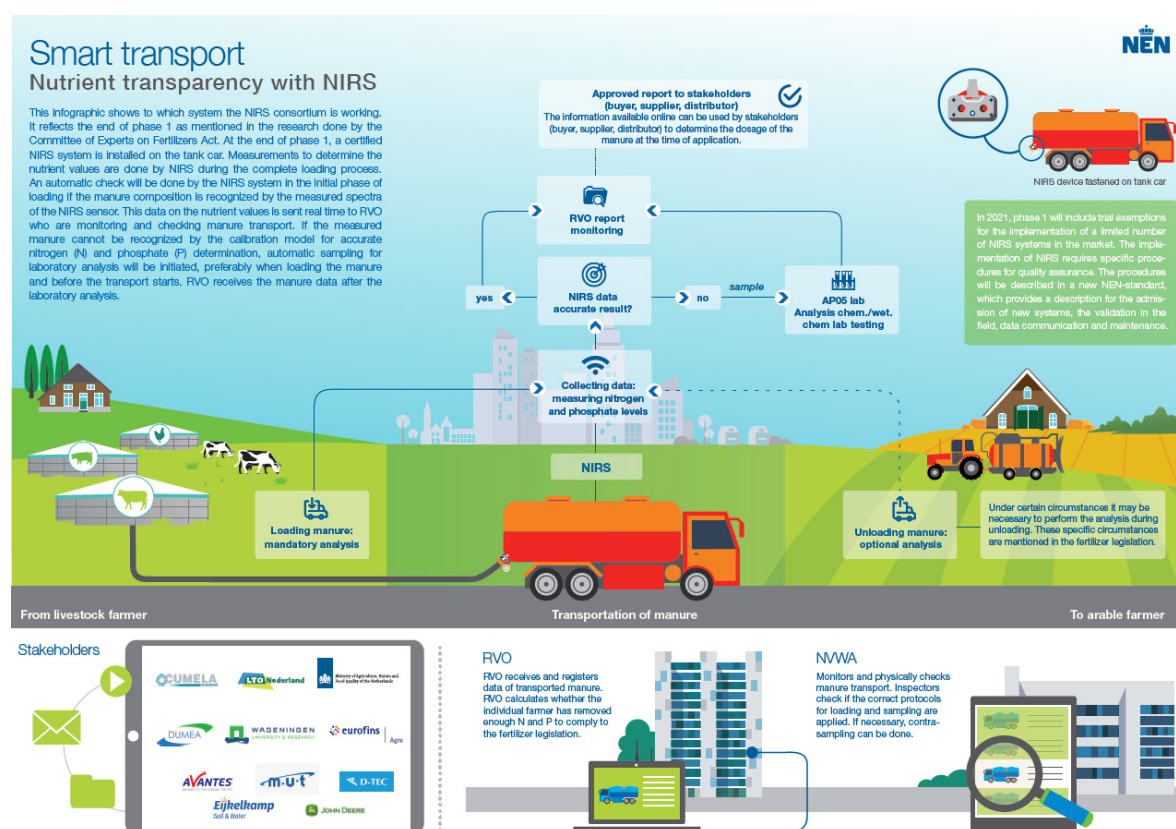 Smart transport
Nutrient transparency with NIRS
This infographic shows to which system the NIRS consortium is working.
It reflects the end of phase 1 as mentioned in the research done by the
Committee of Experts on Fertilizers Act. At the end of phase 1, a certified
NIRS system is installed on the tank car. Measurements to determine the
nutrient values are done by NIRS during the complete loading process.
An automatic check will be done by the NIRS system in the initial phase of
loading if the manure composition is recognized by the measured spectra
of the NIRS sensor. This data on the nutrient values is sent real time to RVO
who are monitoring and checking manure transport. If the measured
manure cannot be recognized by the calibration model for accurate
nitrogen (N) and phosphate (P) determination, automatic sampling for
laboratory analysis will be initiated, preferably when loading the manure
and before the transport starts. RVO receives the manure data after the
laboratory analysis.
Approved report to stakeholders
(buyer, supplier, distributor)
The information available online can be used by stakeholders
(buyer, supplier, distributor) to determine the dosage of the
manure at the time of application.
NEN
NIRS device fastened on tank car
In 2021, phase 1 will include trial exemptions
for the implementation of a limited number
of NIRS systems in the market. The imple-
mentation of NIRS requires specific proce-
dures for quality assurance. The procedures
will be described in a new NEN-standard,
which provides a description for the admis-
sion of new systems, the validation in the
field, data communication and maintenance.
RVO report
monitoring
yes
NIRS data
accurate result?
no
sample
AP05 lab
Analysis chem./wet.
chem lab testing
Collecting data:
measuring nitrogen
and phosphate levels
NIRS
Loading manure:
mandatory analysis
Unloading manure:
optional analysis
Under certain circumstances it may be
necessary to perform the analysis during
unloading. These specific circumstances
are mentioned in the fertilizer legislation.
From livestock farmer
Transportation of manure
To arable farmer
Stakeholders
CUMELA
LTO Nederland
Ministry of Agriculture, Nature and
Food Quality of the Netherlands
DUMEA
WAGENINGEN
UNIVERSITY & RESEARCH
eurofins
Agro
AVANTES
m·u·t
D-TEC
Eijkelkamp
Soil & Water
JOHN DEERE
RVO
RVO receives and registers
data of transported manure.
RVO calculates whether the
individual farmer has removed
enough N and P to comply to
the fertilizer legislation.
NVWA
Monitors and physically checks
manure transport. Inspectors
check if the correct protocols
for loading and sampling are
applied. If necessary, contra-
sampling can be done.